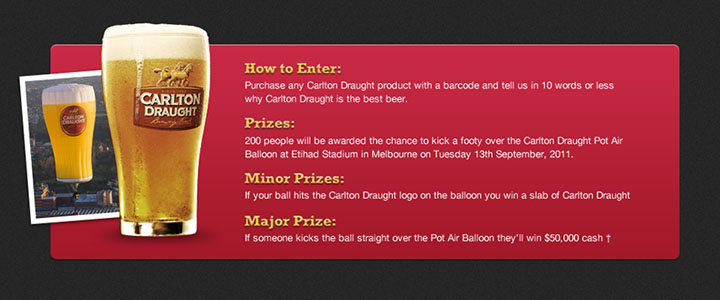 How to Enter:
Purchase any Carlton Draught product with a barcode and tell us in 10 words or less
why Carlton Draught is the best beer.
Prizes:
200 people will be awarded the chance to kick a footy over the Carlton Draught Pot Air
Balloon at Etihad Stadium in Melbourne on Tuesday 13th September, 2011.
Minor Prizes:
If your ball hits the Carlton Draught logo on the balloon you win a slab of Carlton Draught
Major Prize:
If someone kicks the ball straight over the Pot Air Balloon they'll win $50,000 cash †
CARLTON
DRAUGHT
CARLTON
DRAUGHT